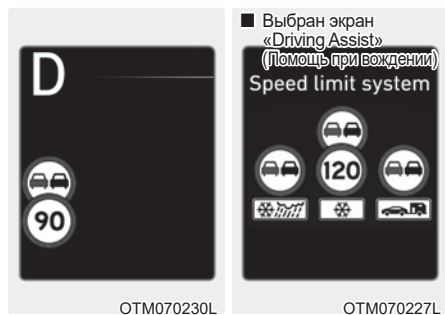 D
90
OTM070230L
■ Выбран экран
«Driving Assist»
(Помощь при вождении)
Speed limit system
120
OTM070227L